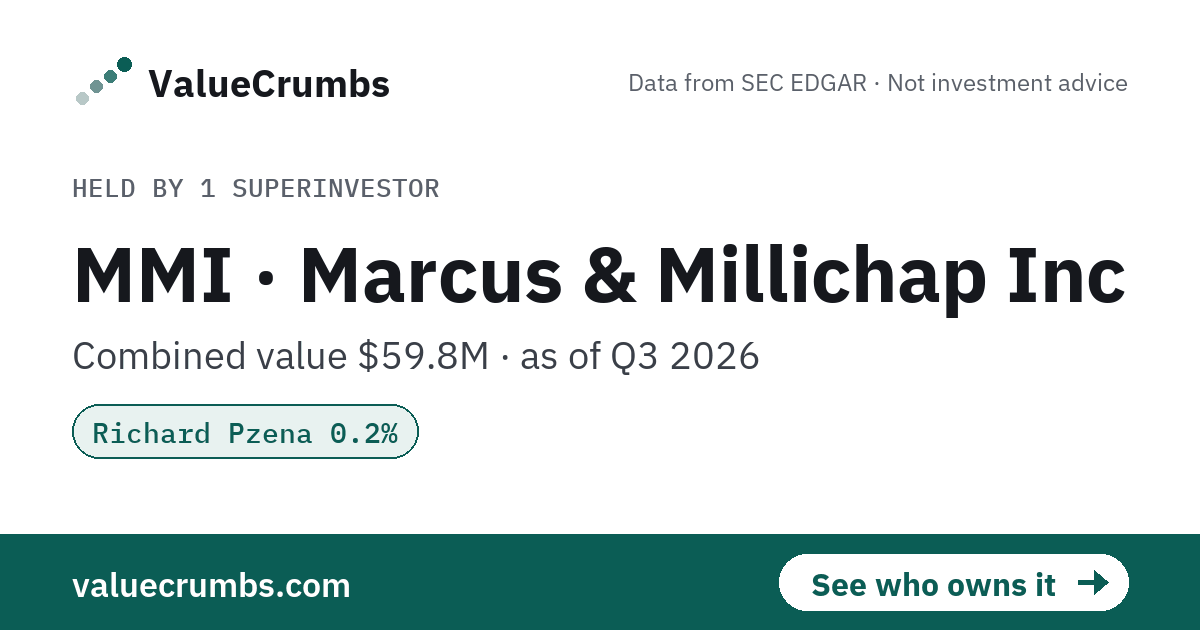 ValueCrumbs
Data from SEC EDGAR · Not investment advice
HELD BY 1 SUPERINVESTOR
MMI · Marcus & Millichap Inc
Combined value $59.8M · as of Q3 2026
Richard Pzena 0.2%
valuecrumbs.com
See who owns it →